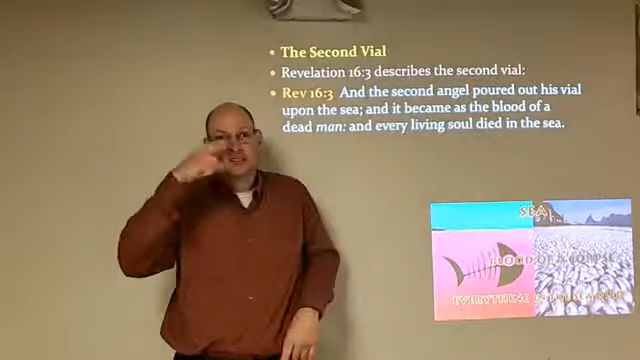 • The Second Vial
• Revelation 16:3 describes the second vial:
• Rev 16:3 And the second angel poured out his vial
upon the sea; and it became as the blood of a
dead man: and every living soul died in the sea.
SEA
BLOOD OF A CORPSE
EVERYTHING IN